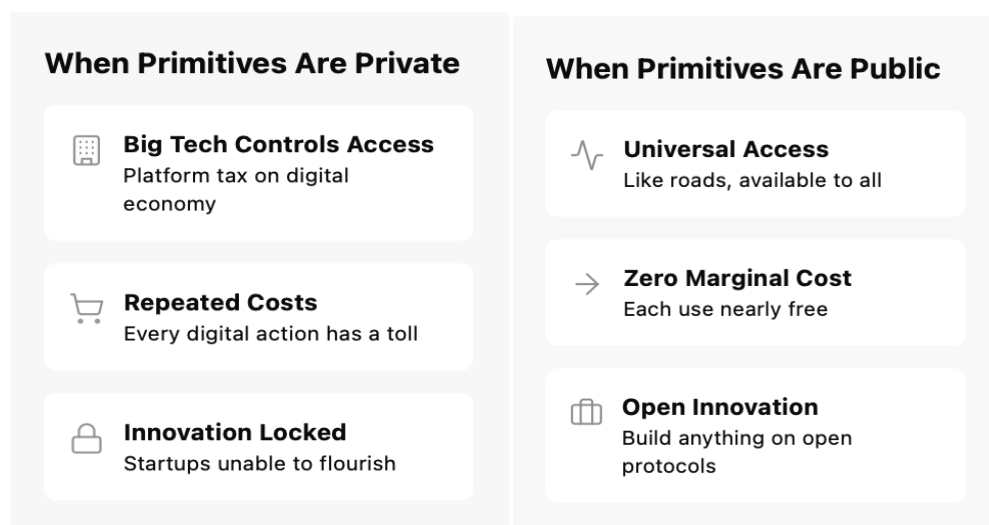 When Primitives Are Private
Big Tech Controls Access
Platform tax on digital
economy
Repeated Costs
Every digital action has a toll
Innovation Locked
Startups unable to flourish
When Primitives Are Public
Universal Access
Like roads, available to all
Zero Marginal Cost
Each use nearly free
Open Innovation
Build anything on open
protocols